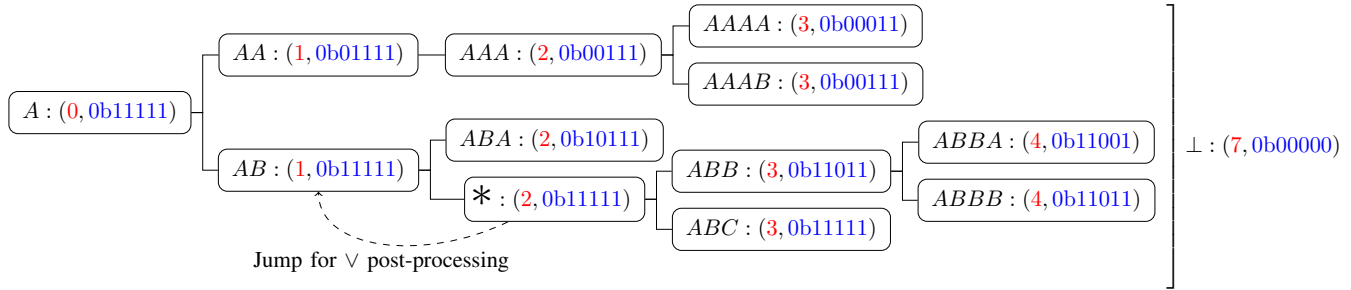 A : (0, 0b11111)
AA : (1, 0b01111)
AAA : (2, 0b00111)
AAAA : (3, 0b00011)
AAAB : (3, 0b00111)
AB : (1, 0b11111)
ABA : (2, 0b10111)
* : (2, 0b11111)
ABB : (3, 0b11011)
ABBA : (4, 0b11001)
ABBB : (4, 0b11011)
ABC : (3, 0b11111)
Jump for ∨ post-processing
⊥ : (7, 0b00000)